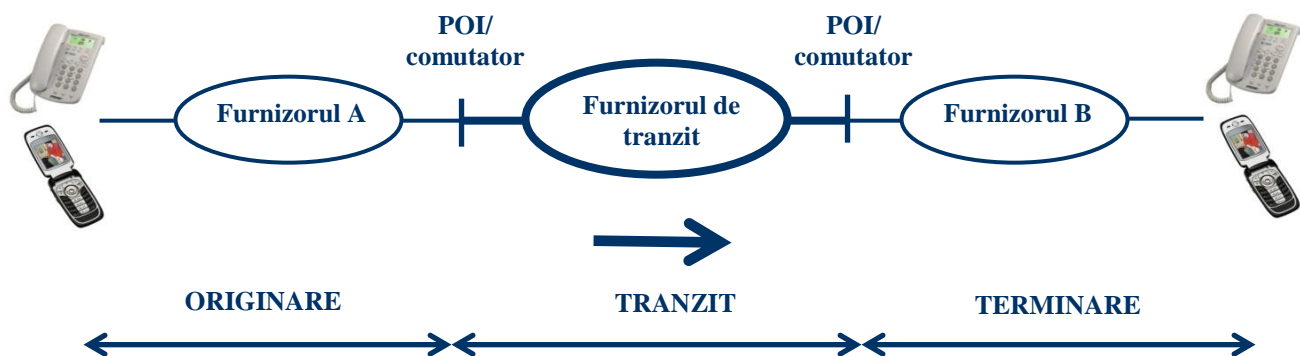 POI/
comutator
POI/
comutator
Furnizorul A
Furnizorul de
tranzit
Furnizorul B
ORIGINARE
TRANZIT
TERMINARE